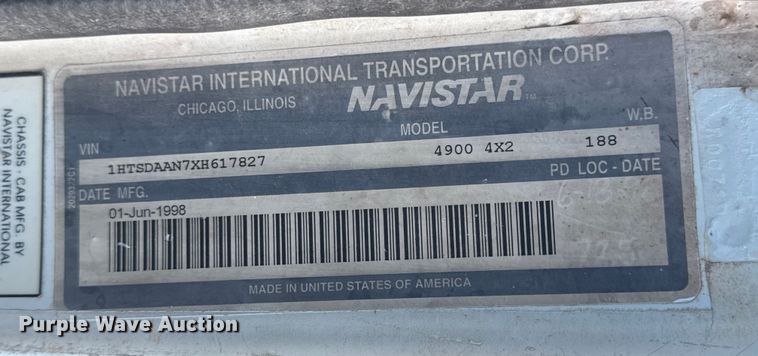 NAVISTAR INTERNATIONAL TRANSPORTATION CORP.
CHICAGO, ILLINOIS NAVISTAR
VIN MODEL W.B.
1HTSDAAN7XH617827 4900 4X2 188
DATE MFG. PD LOC - DATE
01-Jun-1998
MADE IN UNITED STATES OF AMERICA
CHASSIS - CAB MFG. BY
NAVISTAR INTERNATIONAL
Purple Wave Auction